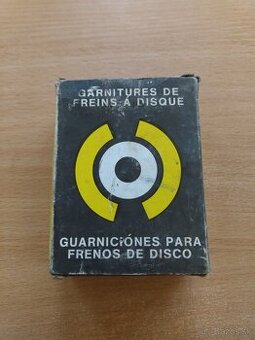 GARNITURES DE
FREINS A DISQUE
GUARNICIÓNES PARA
FRENOS DE DISCO